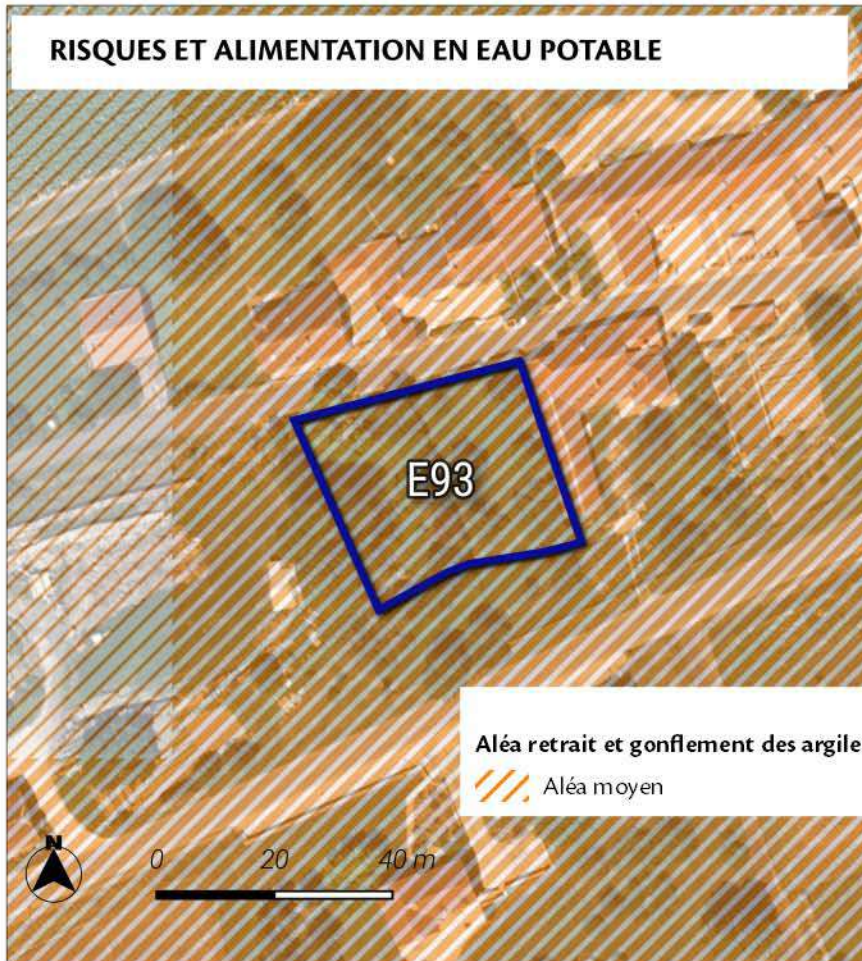 RISQUES ET ALIMENTATION EN EAU POTABLE
E93
Aléa retrait et gonflement des argile
Aléa moyen
N
0 20 40 m